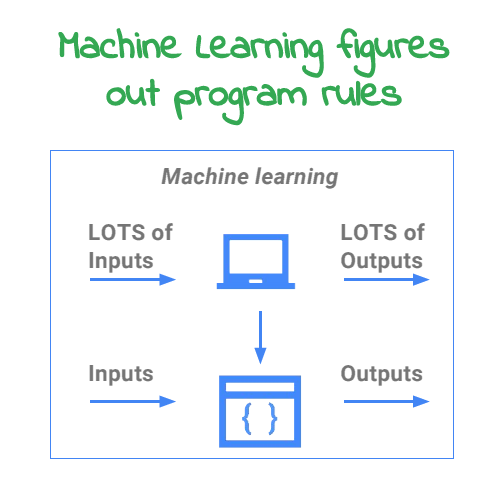 Machine Learning figures
out program rules
Machine learning
LOTS of
Inputs
LOTS of
Outputs
Inputs
Outputs
{ }